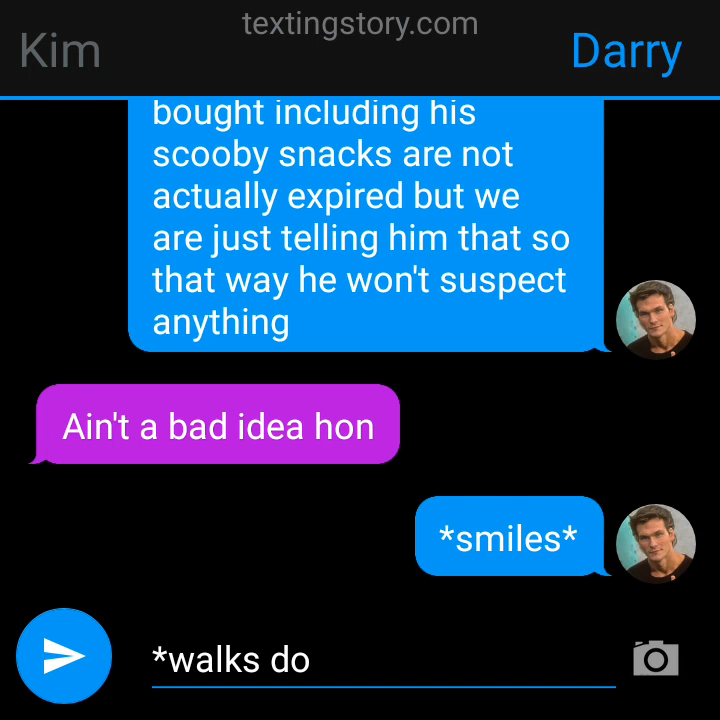 textingstory.com
Kim
Darry
bought including his
scooby snacks are not
actually expired but we
are just telling him that so
that way he won't suspect
anything
Ain't a bad idea hon
*smiles*
*walks do